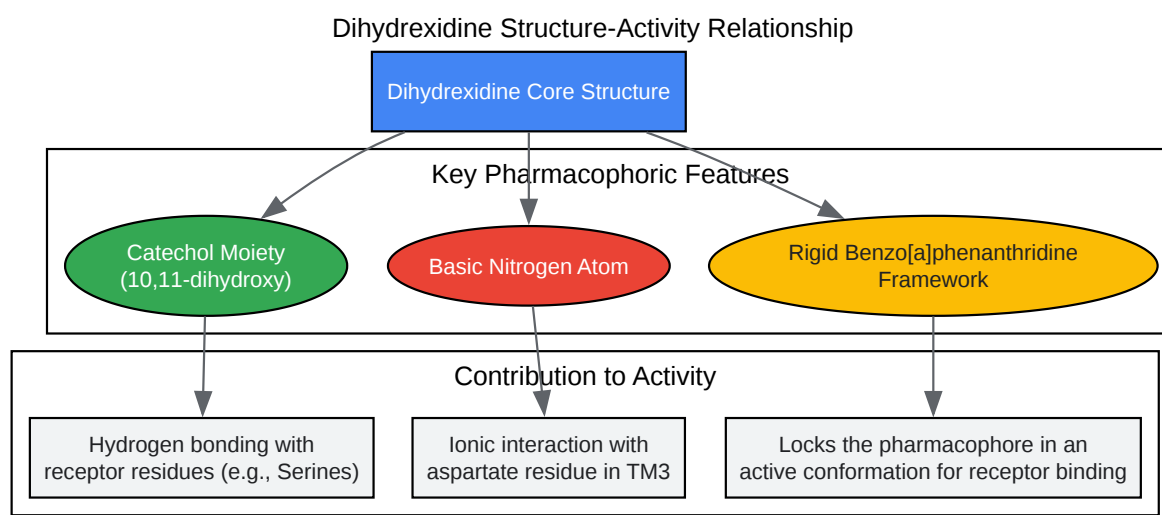 Dihydrexidine Structure-Activity Relationship
Dihydrexidine Core Structure
Key Pharmacophoric Features
Catechol Moiety
(10,11-dihydroxy)
Basic Nitrogen Atom
Rigid Benzo[a]phenanthridine
Framework
Contribution to Activity
Hydrogen bonding with
receptor residues (e.g., Serines)
Ionic interaction with
aspartate residue in TM3
Locks the pharmacophore in an
active conformation for receptor binding